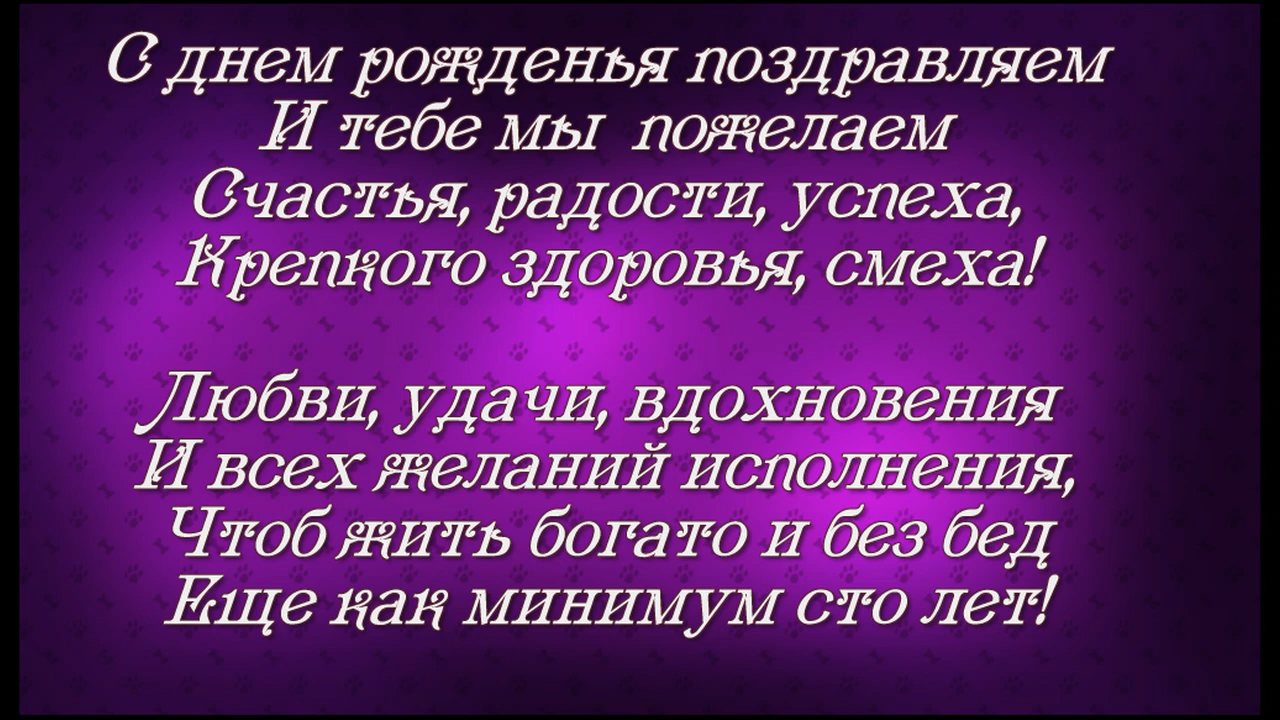 С днем рожденья поздравляем
И тебе мы пожелаем
Счастья, радости, успеха,
Крепкого здоровья, смеха!
Любви, удачи, вдохновения
И всех желаний исполнения,
Чтоб жить богато и без бед
Еще как минимум сто лет!